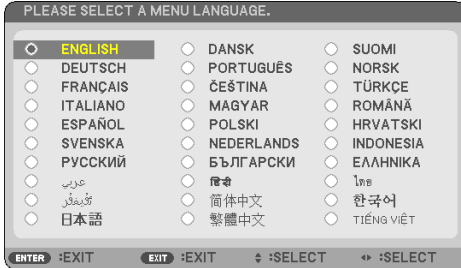 PLEASE SELECT A MENU LANGUAGE.
ENGLISH DANSK SUOMI
DEUTSCH PORTUGUÊS NORSK
FRANÇAIS ČEŠTINA TÜRKÇE
ITALIANO MAGYAR ROMÂNĂ
ESPAÑOL POLSKI HRVATSKI
SVENSKA NEDERLANDS INDONESIA
РУССКИЙ БЪЛГАРСКИ ΕΛΛΗΝΙΚΑ
عربي हिंदी ไทย
简体中文 한국어
日本語 繁體中文 TIẾNG VIỆT
ENTER :EXIT EXIT :EXIT :SELECT :SELECT